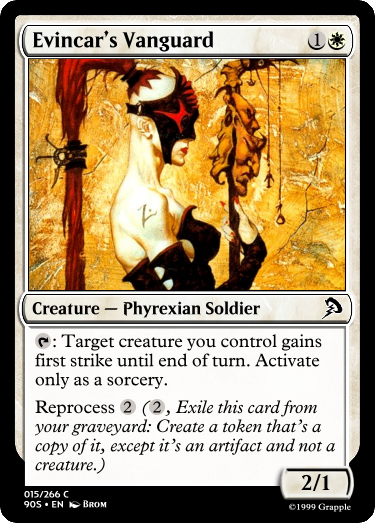 Evincar's Vanguard 1
Creature — Phyrexian Soldier
: Target creature you control gains
first strike until end of turn. Activate
only as a sorcery.
Reprocess 2 (2, Exile this card from
your graveyard: Create a token that's a
copy of it, except it's an artifact and not a
creature.)
2/1
015/266 C
90S • EN Brom
©1999 Grapple